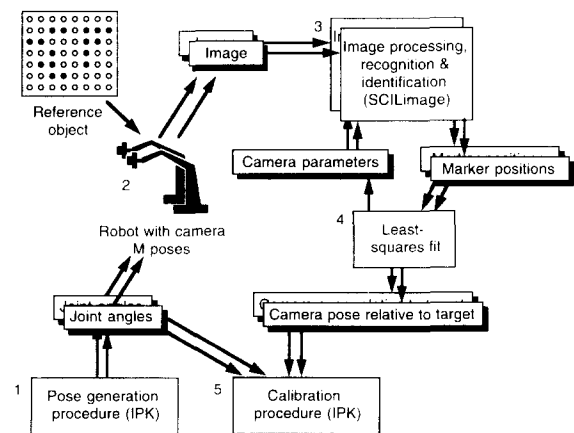 3
Image
Image processing,
recognition &
identification
(SCILimage)
Reference
object
2
Camera parameters
Marker positions
4
Least-
squares fit
Robot with camera
M poses
Joint angles
Camera pose relative to target
1
Pose generation
procedure (IPK)
5
Calibration
procedure (IPK)